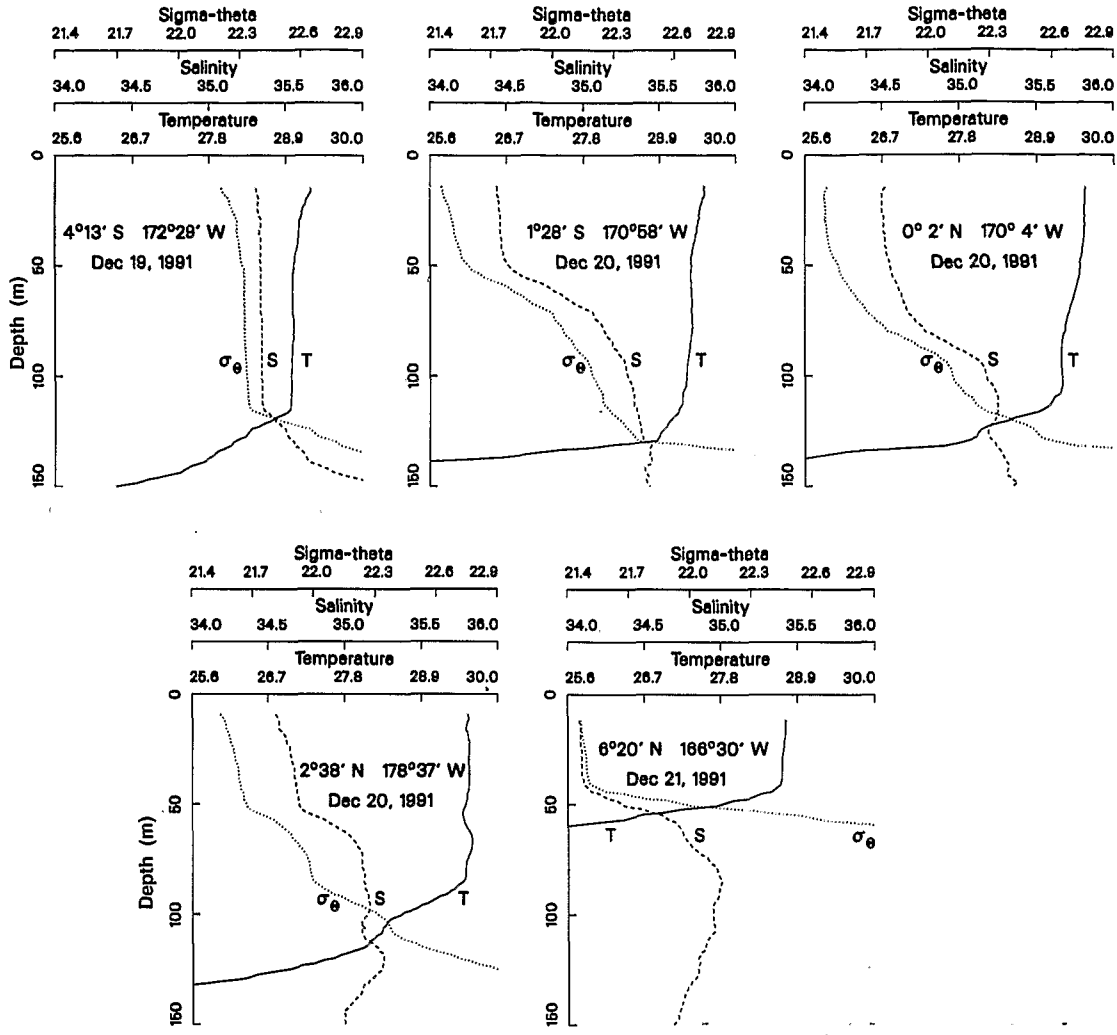 Sigma-theta Sigma-theta Sigma-theta
21.4 21.7 22.0 22.3 22.6 22.9 21.4 21.7 22.0 22.3 22.6 22.9 21.4 22.0 22.3 22.6 22.9
Salinity Salinity Salinity
34.0 34.5 35.0 35.5 36.0 34.0 34.5 35.0 35.5 36.0 34.0 34.5 35.0 35.5 36.0
Temperature Temperature Temperature
25.6 26.7 27.8 28.9 30.0 25.6 26.7 27.8 28.9 30.0 25.6 26.7 27.8 28.9 30.0
0 0 0
4°13' S 172°29' W 1°28' S 170°58' W 0° 2' N 170° 4' W
Dec 19, 1991 Dec 20, 1991 Dec 20, 1991
50 50 50
Depth (m)
σθ S T σθ S T σθ S T
100 100 100
150 150 150
Sigma-theta Sigma-theta
21.4 21.7 22.0 22.3 22.6 22.9 21.4 21.7 22.0 22.3 22.6 22.9
Salinity Salinity
34.0 34.5 35.0 35.5 36.0 34.0 34.5 35.0 35.5 36.0
Temperature Temperature
25.6 26.7 27.8 28.9 30.0 25.6 26.7 27.8 28.9 30.0
0 0
2°38' N 178°37' W 6°20' N 166°30' W
Dec 20, 1991 Dec 21, 1991
50 50
Depth (m)
σθ S T T S σθ
100 100
150 150